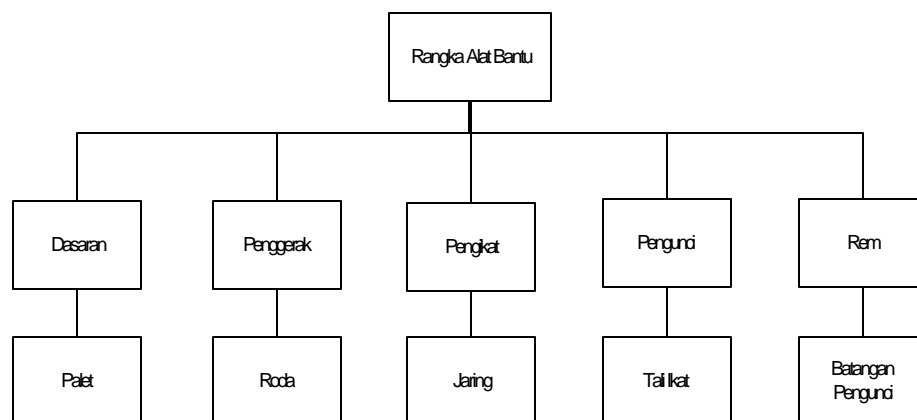 Rangka Alat Bantu
Dasaran
Penggerak
Pengikat
Pengunci
Rem
Palet
Roda
Jaring
Tali Ikat
Batangan
Pengunci